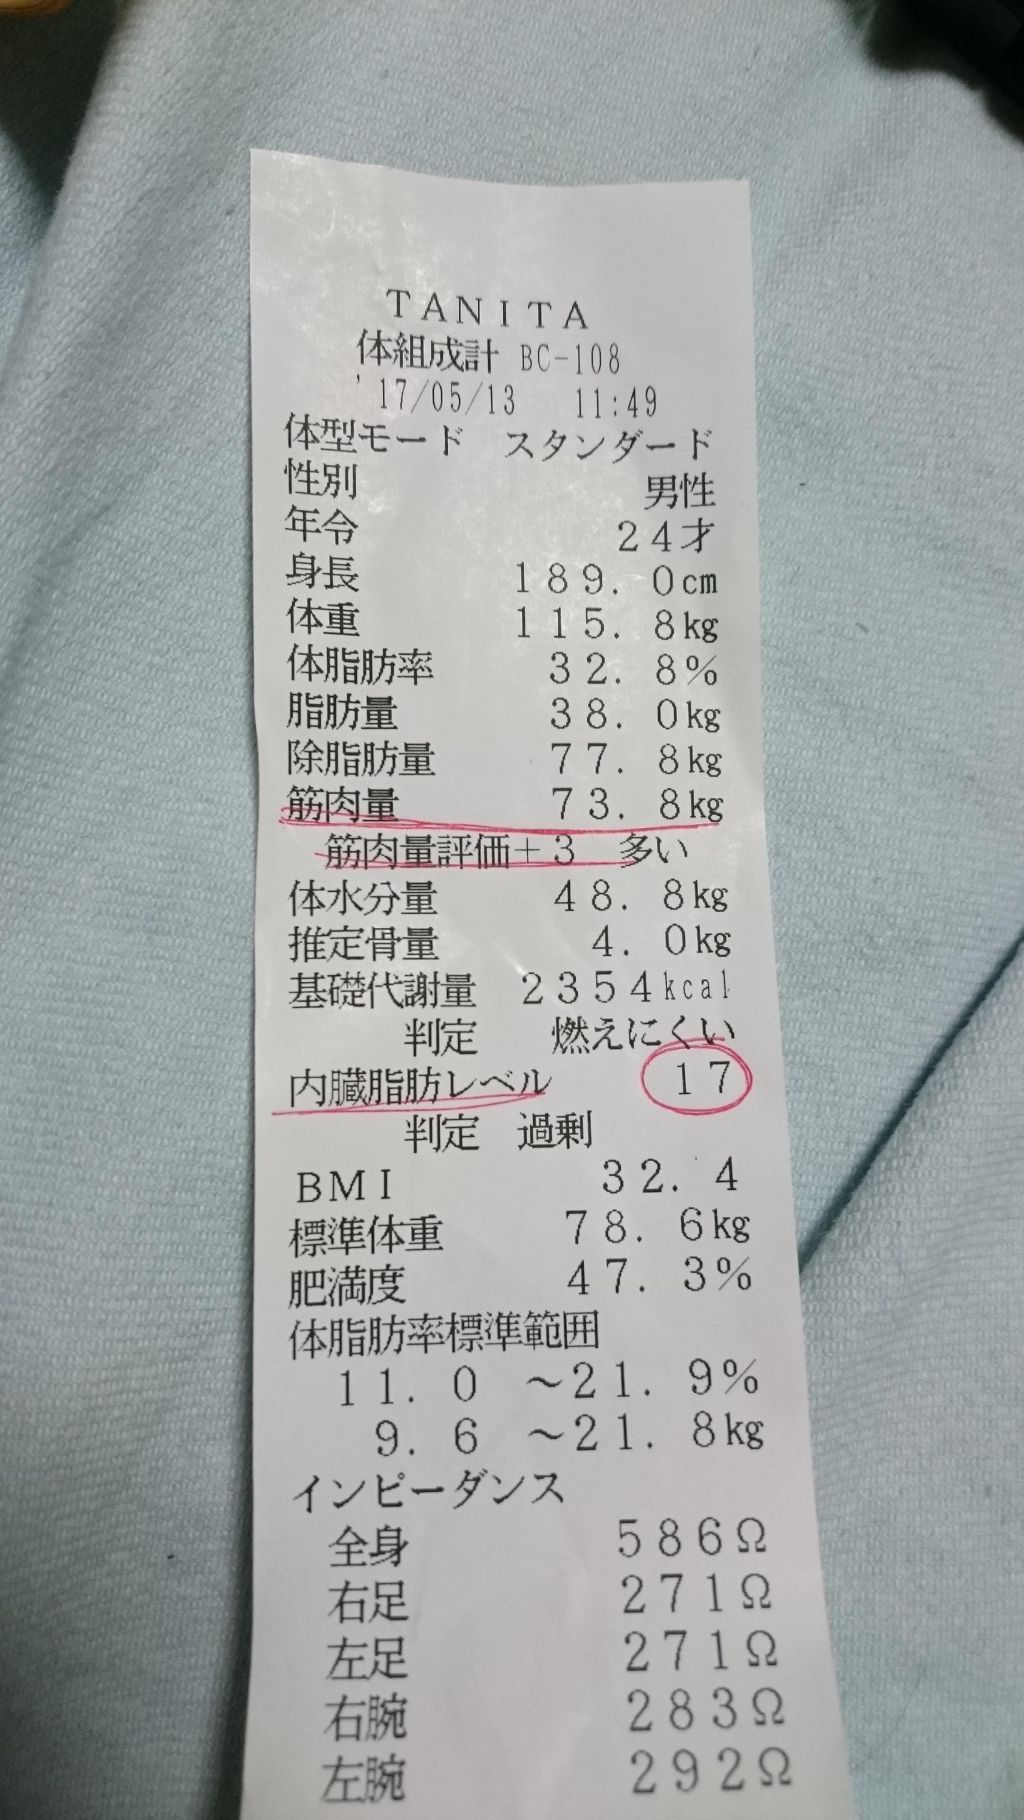 TANITA
体組成計 BC-108
'17/05/13 11:49
体型モード スタンダード
性別 男性
年令 24才
身長 189.0cm
体重 115.8kg
体脂肪率 32.8%
脂肪量 38.0kg
除脂肪量 77.8kg
筋肉量 73.8kg
筋肉量評価+3 多い
体水分量 48.8kg
推定骨量 4.0kg
基礎代謝量 2354kcal
判定 燃えにくい
内臓脂肪レベル 17
判定 過剰
BMI 32.4
標準体重 78.6kg
肥満度 47.3%
体脂肪率標準範囲
11.0 ~21.9%
9.6 ~21.8kg
インピーダンス
全身 586Ω
右足 271Ω
左足 271Ω
右腕 283Ω
左腕 292Ω